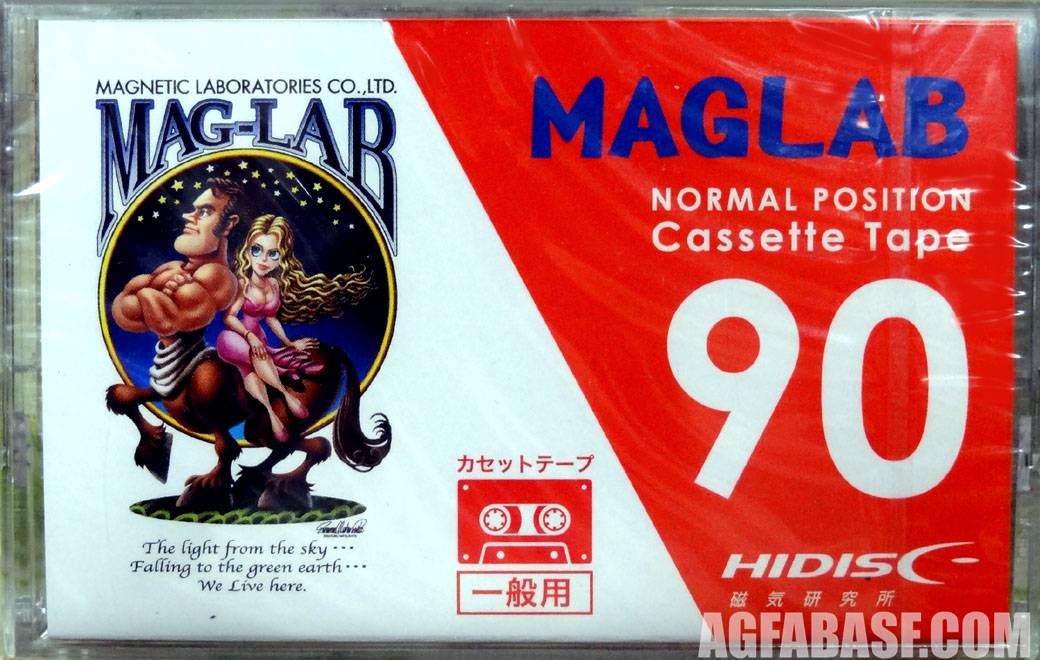 MAGNETIC LABORATORIES CO.,LTD.
MAG-LAB
The light from the sky ···
Falling to the green earth ···
We Live here.
カセットテープ
一般用
MAGLAB
NORMAL POSITION
Cassette Tape
90
HIDISC
磁気研究所
AGFABASE.COM